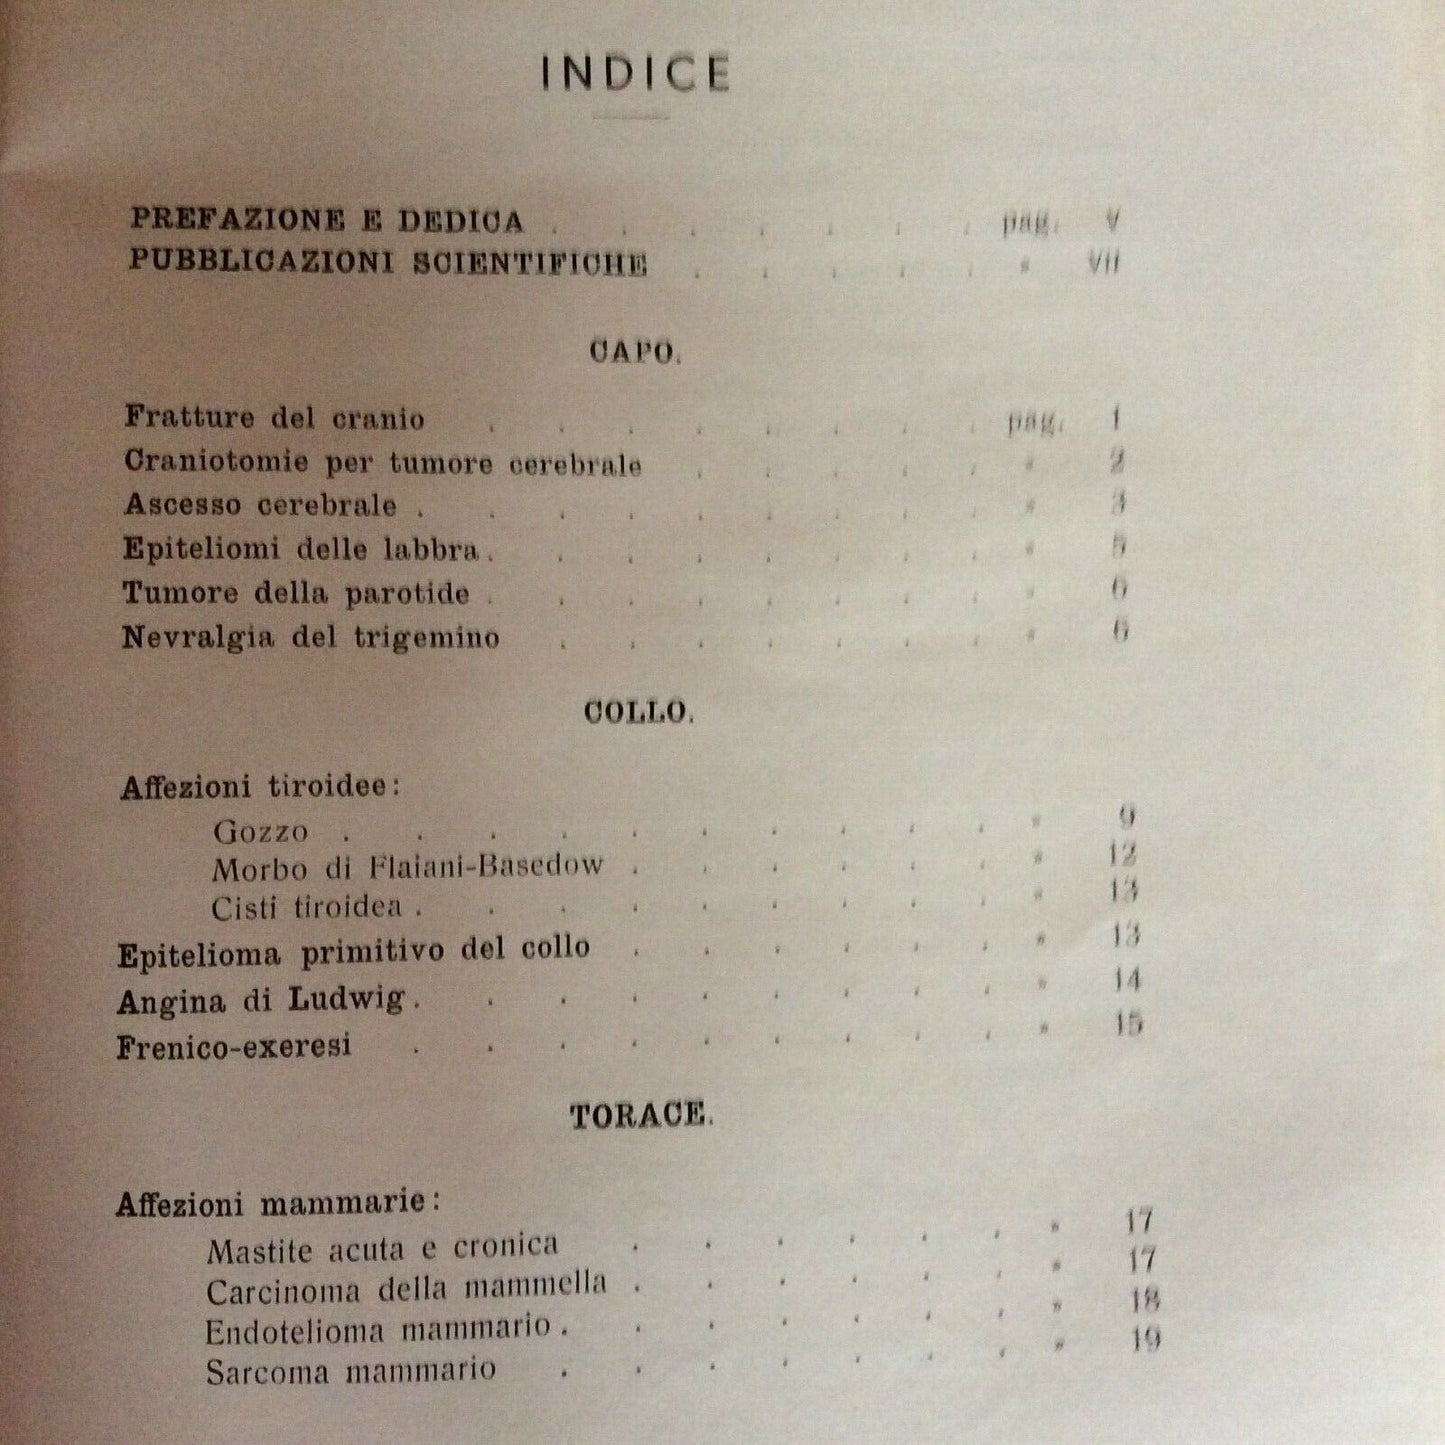 INDICE
PREFAZIONE E DEDICA . . . . . . . pag. V
PUBBLICAZIONI SCIENTIFICHE . . . . . » VII
CAPO.
Fratture del cranio . . . . . . . . pag. 1
Craniotomie per tumore cerebrale . . . . . » 2
Ascesso cerebrale . . . . . . . . . » 3
Epiteliomi delle labbra . . . . . . . . » 5
Tumore della parotide . . . . . . . . » 6
Nevralgia del trigemino . . . . . . . » 6
COLLO.
Affezioni tiroidee:
Gozzo . . . . . . . . . . » 9
Morbo di Flaiani-Basedow . . . . . . » 12
Cisti tiroidea . . . . . . . . . » 13
Epitelioma primitivo del collo . . . . . . » 13
Angina di Ludwig . . . . . . . . . » 14
Frenico-exeresi . . . . . . . . . » 15
TORACE.
Affezioni mammarie:
Mastite acuta e cronica . . . . . . » 17
Carcinoma della mammella . . . . . . » 17
Endotelioma mammario . . . . . . . » 18
Sarcoma mammario . . . . . . . » 19